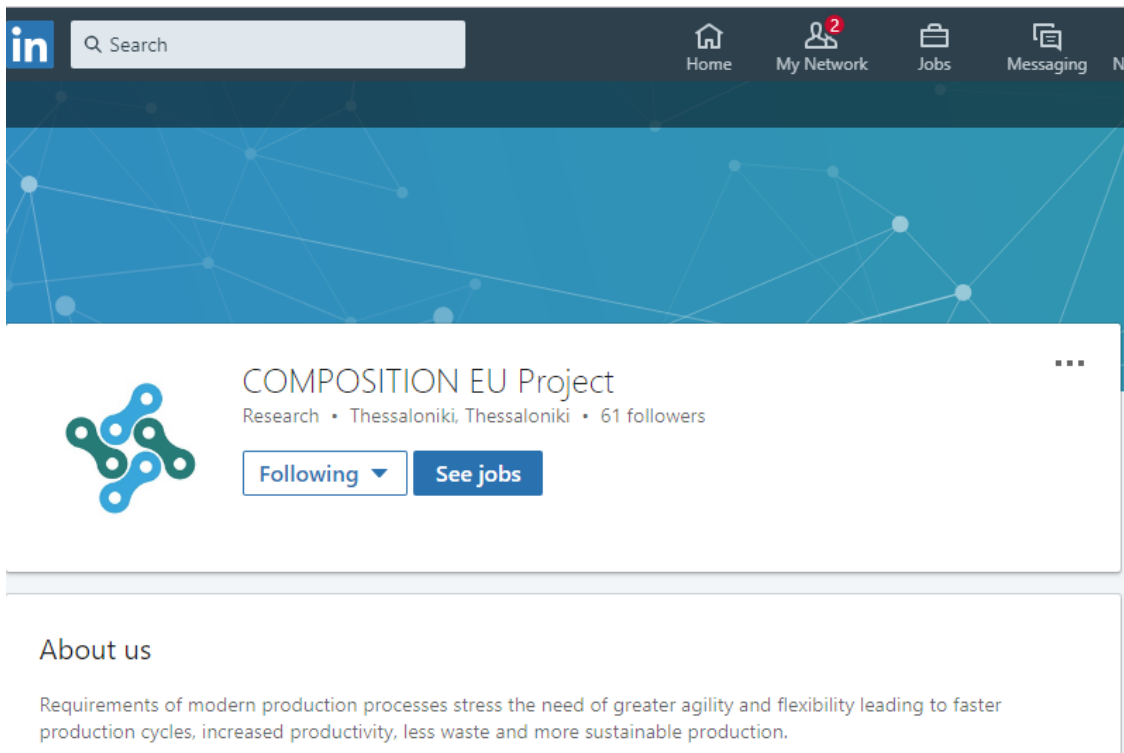 in
Search
2
Home
My Network
Jobs
Messaging
N
COMPOSITION EU Project
Research • Thessaloniki, Thessaloniki • 61 followers
Following
See jobs
About us
Requirements of modern production processes stress the need of greater agility and flexibility leading to faster
production cycles, increased productivity, less waste and more sustainable production.